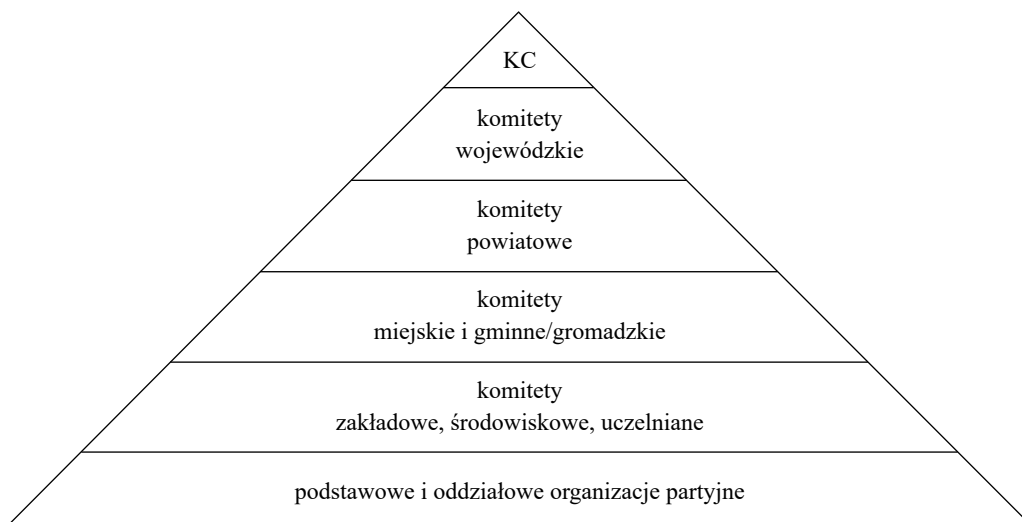 KC
komitety
wojewódzkie
komitety
powiatowe
komitety
miejskie i gminne/gromadzkie
komitety
zakładowe, środowiskowe, uczelniane
podstawowe i oddziałowe organizacje partyjne